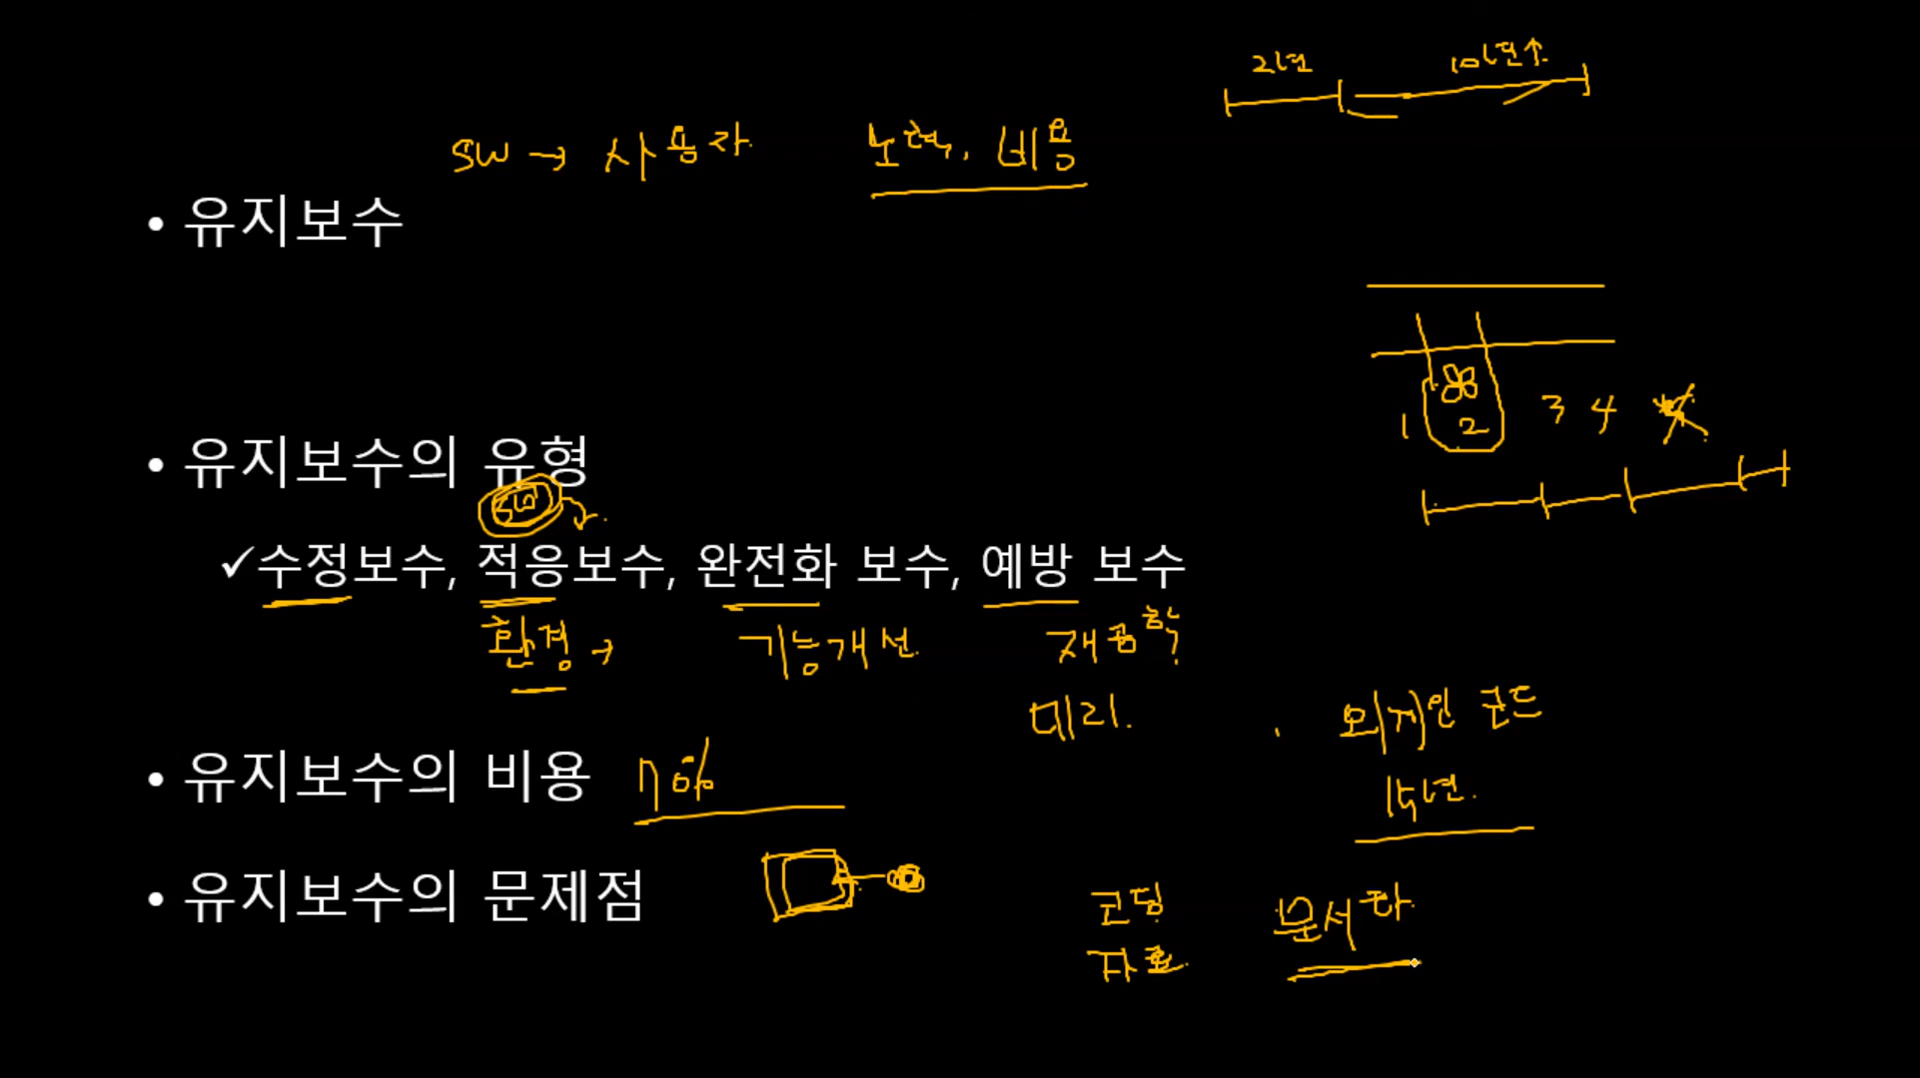 2년 10년↑
SW → 사용자 노력, 비용
• 유지보수
1 2 3 4
• 유지보수의 유형
SW
✓수정보수, 적응보수, 완전화 보수, 예방 보수
환경 → 기능개선 재공학
미리.
외계인 코드
15년.
• 유지보수의 비용 70%
• 유지보수의 문제점
코딩 문서화
자료